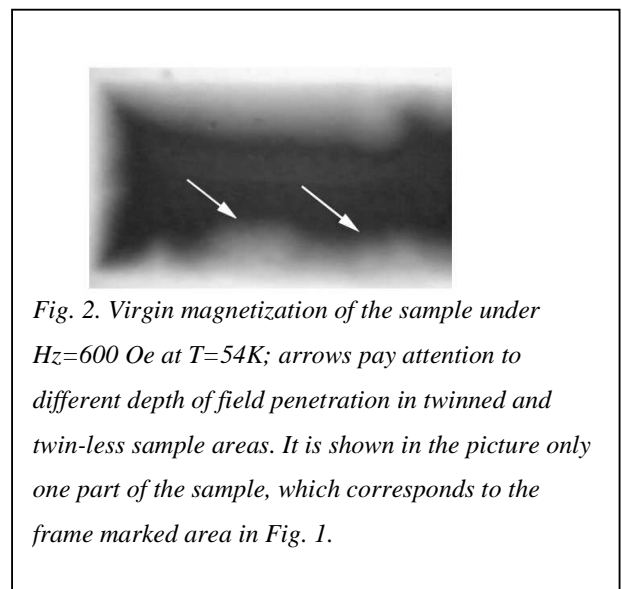 Fig. 2. Virgin magnetization of the sample under
Hz=600 Oe at T=54K; arrows pay attention to
different depth of field penetration in twinned and
twin-less sample areas. It is shown in the picture only
one part of the sample, which corresponds to the
frame marked area in Fig. 1.